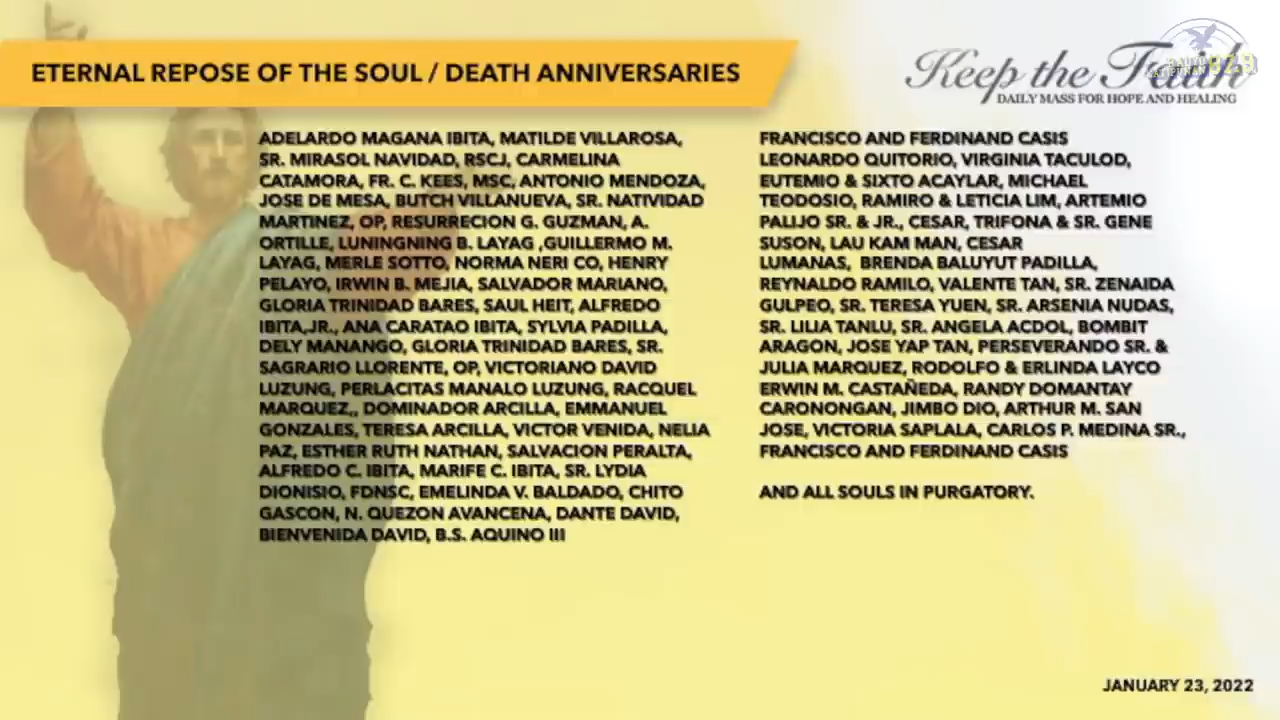 ETERNAL REPOSE OF THE SOUL / DEATH ANNIVERSARIES
Keep the Faith
DAILY MASS FOR HOPE AND HEALING
RADYO KATIPUNAN
ADELARDO MAGANA IBITA, MATILDE VILLAROSA,
SR. MIRASOL NAVIDAD, RSCJ, CARMELINA
CATAMORA, FR. C. KEES, MSC, ANTONIO MENDOZA,
JOSE DE MESA, BUTCH VILLANUEVA, SR. NATIVIDAD
MARTINEZ, OP, RESURRECION G. GUZMAN, A.
ORTILLE, LUNINGNING B. LAYAG ,GUILLERMO M.
LAYAG, MERLE SOTTO, NORMA NERI CO, HENRY
PELAYO, IRWIN B. MEJIA, SALVADOR MARIANO,
GLORIA TRINIDAD BARES, SAUL HEIT, ALFREDO
IBITA,JR., ANA CARATAO IBITA, SYLVIA PADILLA,
DELY MANANGO, GLORIA TRINIDAD BARES, SR.
SAGRARIO LLORENTE, OP, VICTORIANO DAVID
LUZUNG, PERLACITAS MANALO LUZUNG, RACQUEL
MARQUEZ,, DOMINADOR ARCILLA, EMMANUEL
GONZALES, TERESA ARCILLA, VICTOR VENIDA, NELIA
PAZ, ESTHER RUTH NATHAN, SALVACION PERALTA,
ALFREDO C. IBITA, MARIFE C. IBITA, SR. LYDIA
DIONISIO, FDNSC, EMELINDA V. BALDADO, CHITO
GASCON, N. QUEZON AVANCENA, DANTE DAVID,
BIENVENIDA DAVID, B.S. AQUINO III
FRANCISCO AND FERDINAND CASIS
LEONARDO QUITORIO, VIRGINIA TACULOD,
EUTEMIO & SIXTO ACAYLAR, MICHAEL
TEODOSIO, RAMIRO & LETICIA LIM, ARTEMIO
PALIJO SR. & JR., CESAR, TRIFONA & SR. GENE
SUSON, LAU KAM MAN, CESAR
LUMANAS, BRENDA BALUYUT PADILLA,
REYNALDO RAMILO, VALENTE TAN, SR. ZENAIDA
GULPEO, SR. TERESA YUEN, SR. ARSENIA NUDAS,
SR. LILIA TANLU, SR. ANGELA ACDOL, BOMBIT
ARAGON, JOSE YAP TAN, PERSEVERANDO SR. &
JULIA MARQUEZ, RODOLFO & ERLINDA LAYCO
ERWIN M. CASTAÑEDA, RANDY DOMANTAY
CARONONGAN, JIMBO DIO, ARTHUR M. SAN
JOSE, VICTORIA SAPLALA, CARLOS P. MEDINA SR.,
FRANCISCO AND FERDINAND CASIS
AND ALL SOULS IN PURGATORY.
JANUARY 23, 2022